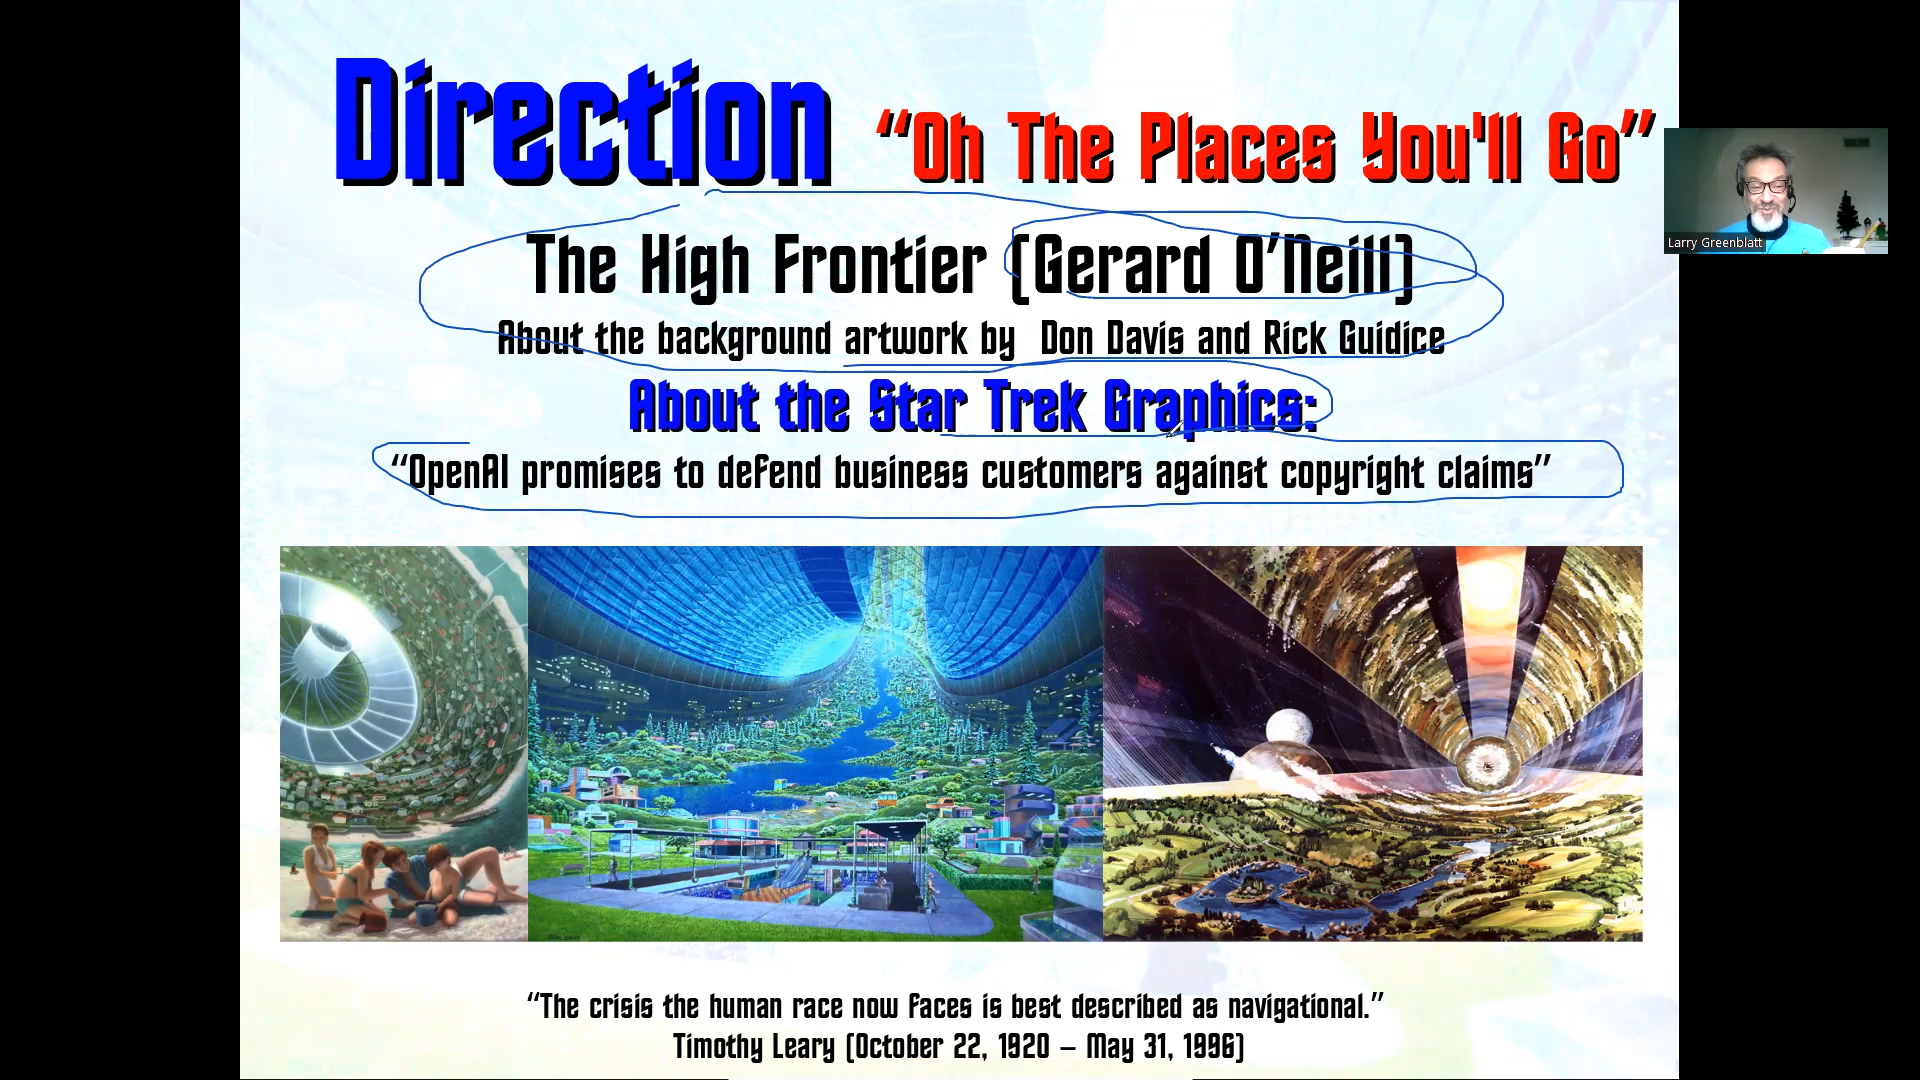 Direction “Oh The Places You'll Go”
The High Frontier (Gerard O’Neill)
About the background artwork by Don Davis and Rick Guidice
About the Star Trek Graphics:
“OpenAI promises to defend business customers against copyright claims”
“The crisis the human race now faces is best described as navigational.”
Timothy Leary (October 22, 1920 – May 31, 1996)
Larry Greenblatt